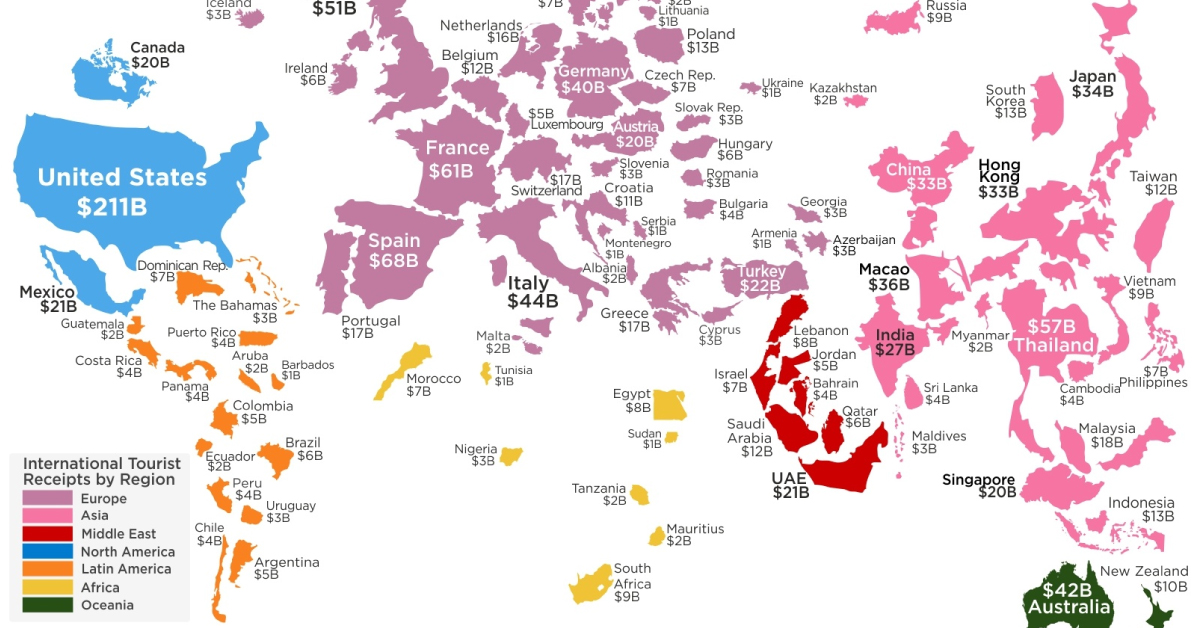 Iceland
$3B
$51B
$7B
$2B
Lithuania
$1B
Russia
$9B
Canada
$20B
Netherlands
$16B
Belgium
$12B
Ireland
$6B
Germany
$40B
Poland
$13B
Czech Rep.
$7B
Ukraine
$1B
Kazakhstan
$2B
South
Korea
$13B
Japan
$34B
$5B
Luxembourg
Slovak Rep.
$3B
Austria
$20B
Hungary
$6B
France
$61B
Slovenia
$3B
Romania
$3B
$17B
Switzerland
Croatia
$11B
Bulgaria
$4B
Serbia
$1B
Montenegro
$1B
Georgia
$3B
Armenia
$1B
Azerbaijan
$3B
China
$33B
Hong
Kong
$33B
Taiwan
$12B
United States
$211B
Spain
$68B
Italy
$44B
Albania
$2B
Turkey
$22B
Macao
$36B
Vietnam
$9B
Dominican Rep.
$7B
The Bahamas
$3B
Mexico
$21B
Guatemala
$2B
Puerto Rico
$4B
Costa Rica
$4B
Aruba
$2B
Barbados
$1B
Panama
$4B
Portugal
$17B
Malta
$2B
Greece
$17B
Cyprus
$3B
Lebanon
$8B
Jordan
$5B
Israel
$7B
Bahrain
$4B
Qatar
$6B
Saudi
Arabia
$12B
UAE
$21B
India
$27B
Myanmar
$2B
$57B
Thailand
Sri Lanka
$4B
Cambodia
$4B
$7B
Philippines
Maldives
$3B
Malaysia
$18B
Singapore
$20B
Indonesia
$13B
Morocco
$7B
Tunisia
$1B
Egypt
$8B
Sudan
$1B
Nigeria
$3B
Tanzania
$2B
Mauritius
$2B
South
Africa
$9B
Colombia
$5B
Ecuador
$2B
Brazil
$6B
Peru
$4B
Uruguay
$3B
Chile
$4B
Argentina
$5B
International Tourist
Receipts by Region
Europe
Asia
Middle East
North America
Latin America
Africa
Oceania
New Zealand
$10B
$42B
Australia